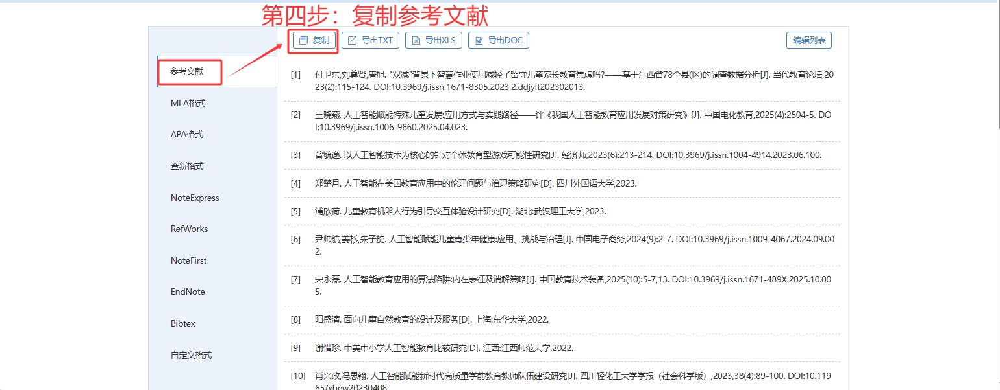 第四步：复制参考文献
复制
导出TXT
导出XLS
导出DOC
编辑列表
参考文献
MLA格式
APA格式
查新格式
NoteExpress
RefWorks
NoteFirst
EndNote
Bibtex
自定义格式
[1] 付卫东,刘尊贤,唐旭. "双减"背景下智慧作业使用减轻了留守儿童家长教育焦虑吗?——基于江西省78个县(区)的调查数据分析[J]. 当代教育论坛,20
23(2):115-124. DOI:10.3969/j.issn.1671-8305.2023.2.ddjylt202302013.
[2] 王晓燕. 人工智能赋能特殊儿童发展:应用方式与实践路径——评《我国人工智能教育应用发展对策研究》[J]. 中国电化教育,2025(4):2504-5. DO
I:10.3969/j.issn.1006-9860.2025.04.023.
[3] 曾毓逸. 以人工智能技术为核心的针对个体教育型游戏可能性研究[J]. 经济师,2023(6):213-214. DOI:10.3969/j.issn.1004-4914.2023.06.100.
[4] 郑楚月. 人工智能在美国教育应用中的伦理问题与治理策略研究[D]. 四川外国语大学,2023.
[5] 浦欣荷. 儿童教育机器人行为引导交互体验设计研究[D]. 湖北:武汉理工大学,2023.
[6] 尹帅航,姜杉,朱子旋. 人工智能赋能儿童青少年健康:应用、挑战与治理[J]. 中国电子商务,2024(9):2-7. DOI:10.3969/j.issn.1009-4067.2024.09.00
2.
[7] 宋永磊. 人工智能教育应用的算法陷阱:内在表征及消解策略[J]. 中国教育技术装备,2025(10):5-7,13. DOI:10.3969/j.issn.1671-489X.2025.10.00
5.
[8] 阳盛清. 面向儿童自然教育的设计及服务[D]. 上海:东华大学,2022.
[9] 谢惜珍. 中美中小学人工智能教育比较研究[D]. 江西:江西师范大学,2022.
[10] 肖兴政,冯思翰. 人工智能赋能新时代高质量学前教育教师队伍建设研究[J]. 四川轻化工大学学报（社会科学版）,2023,38(4):89-100. DOI:10.119
65/xbew20230408.